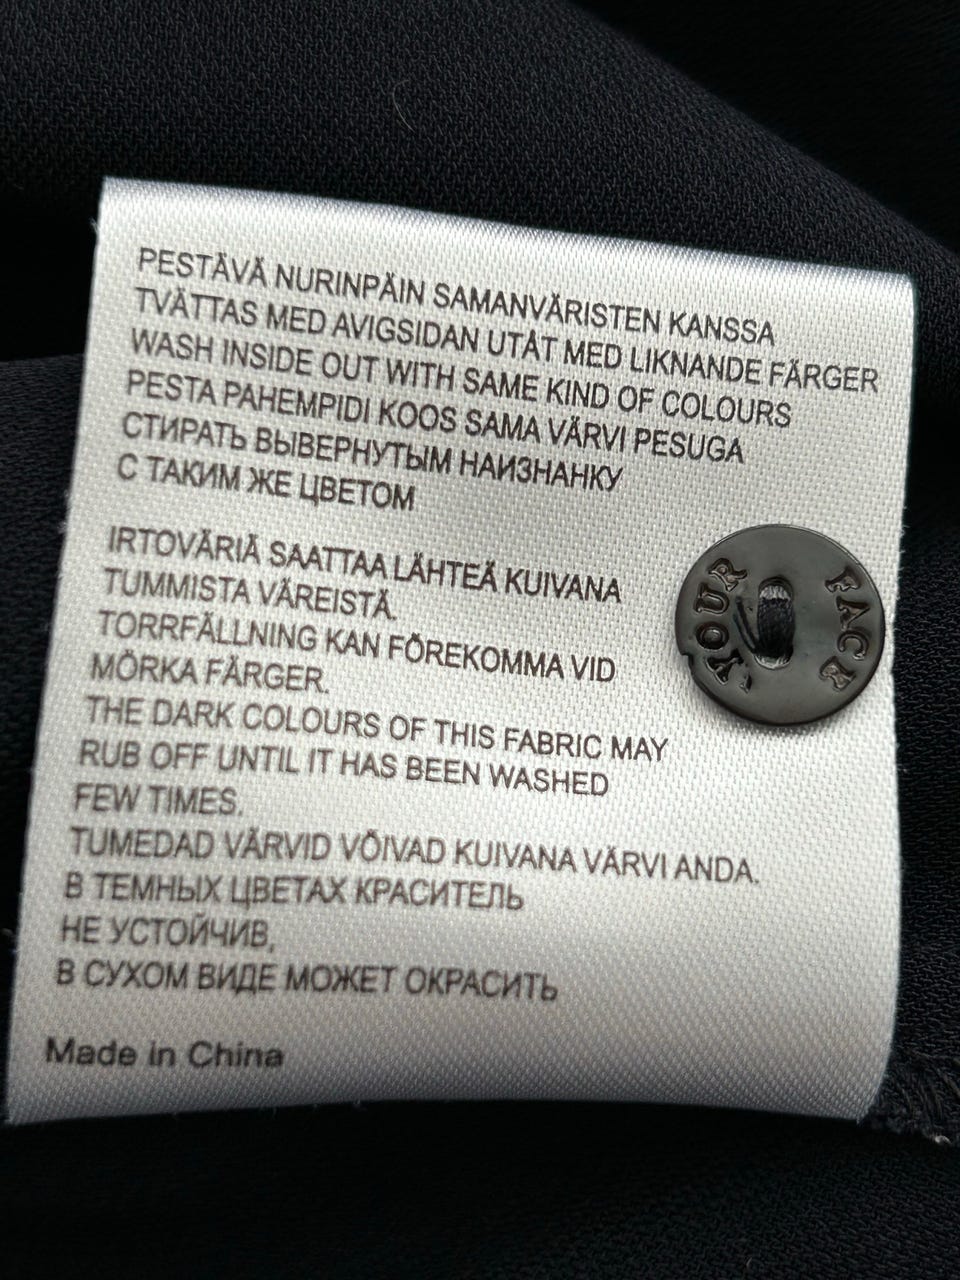 PESTÄVÄ NURINPÄIN SAMANVÄRISTEN KANSSA
TVÄTTAS MED AVIGSIDAN UTÅT MED LIKNANDE FÄRGER
WASH INSIDE OUT WITH SAME KIND OF COLOURS
PESTA PAHEMPIDI KOOS SAMA VÄRVI PESUGA
СТИРАТЬ ВЫВЕРНУТЫМ НАИЗНАНКУ
С ТАКИМ ЖЕ ЦВЕТОМ
IRTOVÄRIÄ SAATTAA LÄHTEÄ KUIVANA
TUMMISTA VÄREISTÄ.
TORRFÄLLNING KAN FÖREKOMMA VID
MÖRKA FÄRGER.
THE DARK COLOURS OF THIS FABRIC MAY
RUB OFF UNTIL IT HAS BEEN WASHED
FEW TIMES.
TUMEDAD VÄRVID VÕIVAD KUIVANA VÄRVI ANDA.
В ТЕМНЫХ ЦВЕТАХ КРАСИТЕЛЬ
НЕ УСТОЙЧИВ,
В СУХОМ ВИДЕ МОЖЕТ ОКРАСИТЬ
Made in China
YOUR
FACE